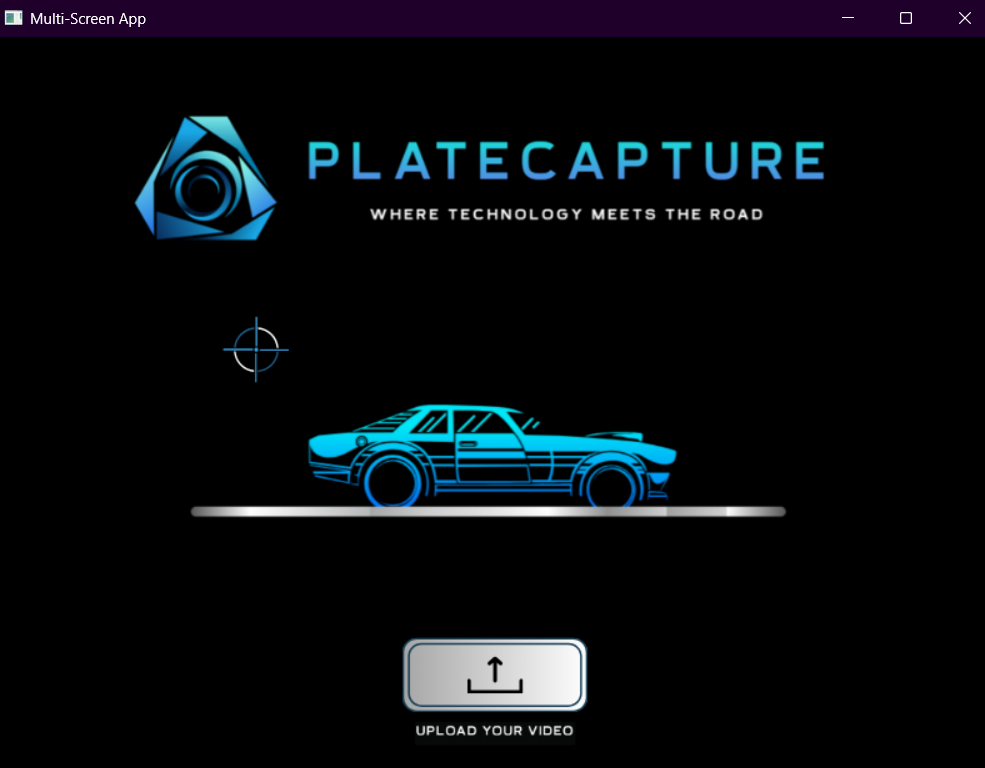 Multi-Screen App
PLATECAPTURE
WHERE TECHNOLOGY MEETS THE ROAD
UPLOAD YOUR VIDEO